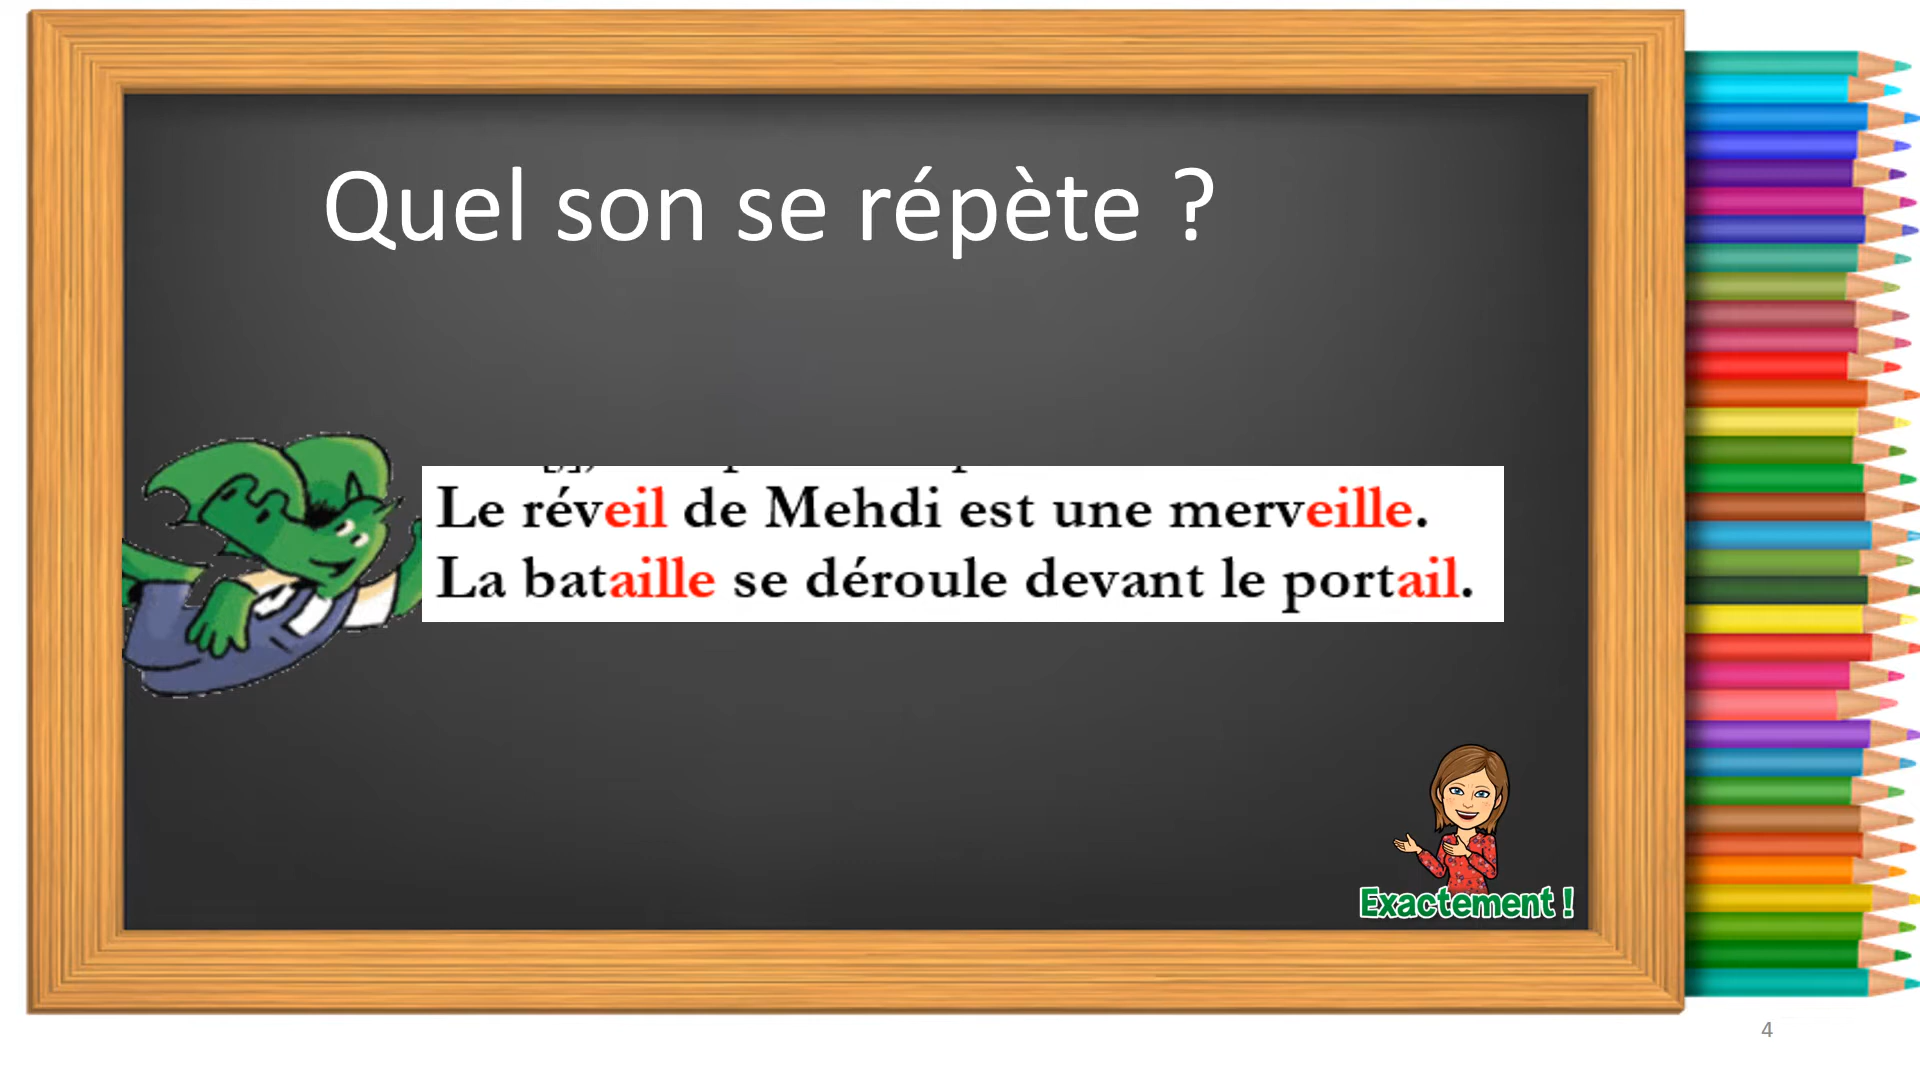 Quel son se répète ?
Le réveil de Mehdi est une merveille.
La bataille se déroule devant le portail.
Exactement !
4